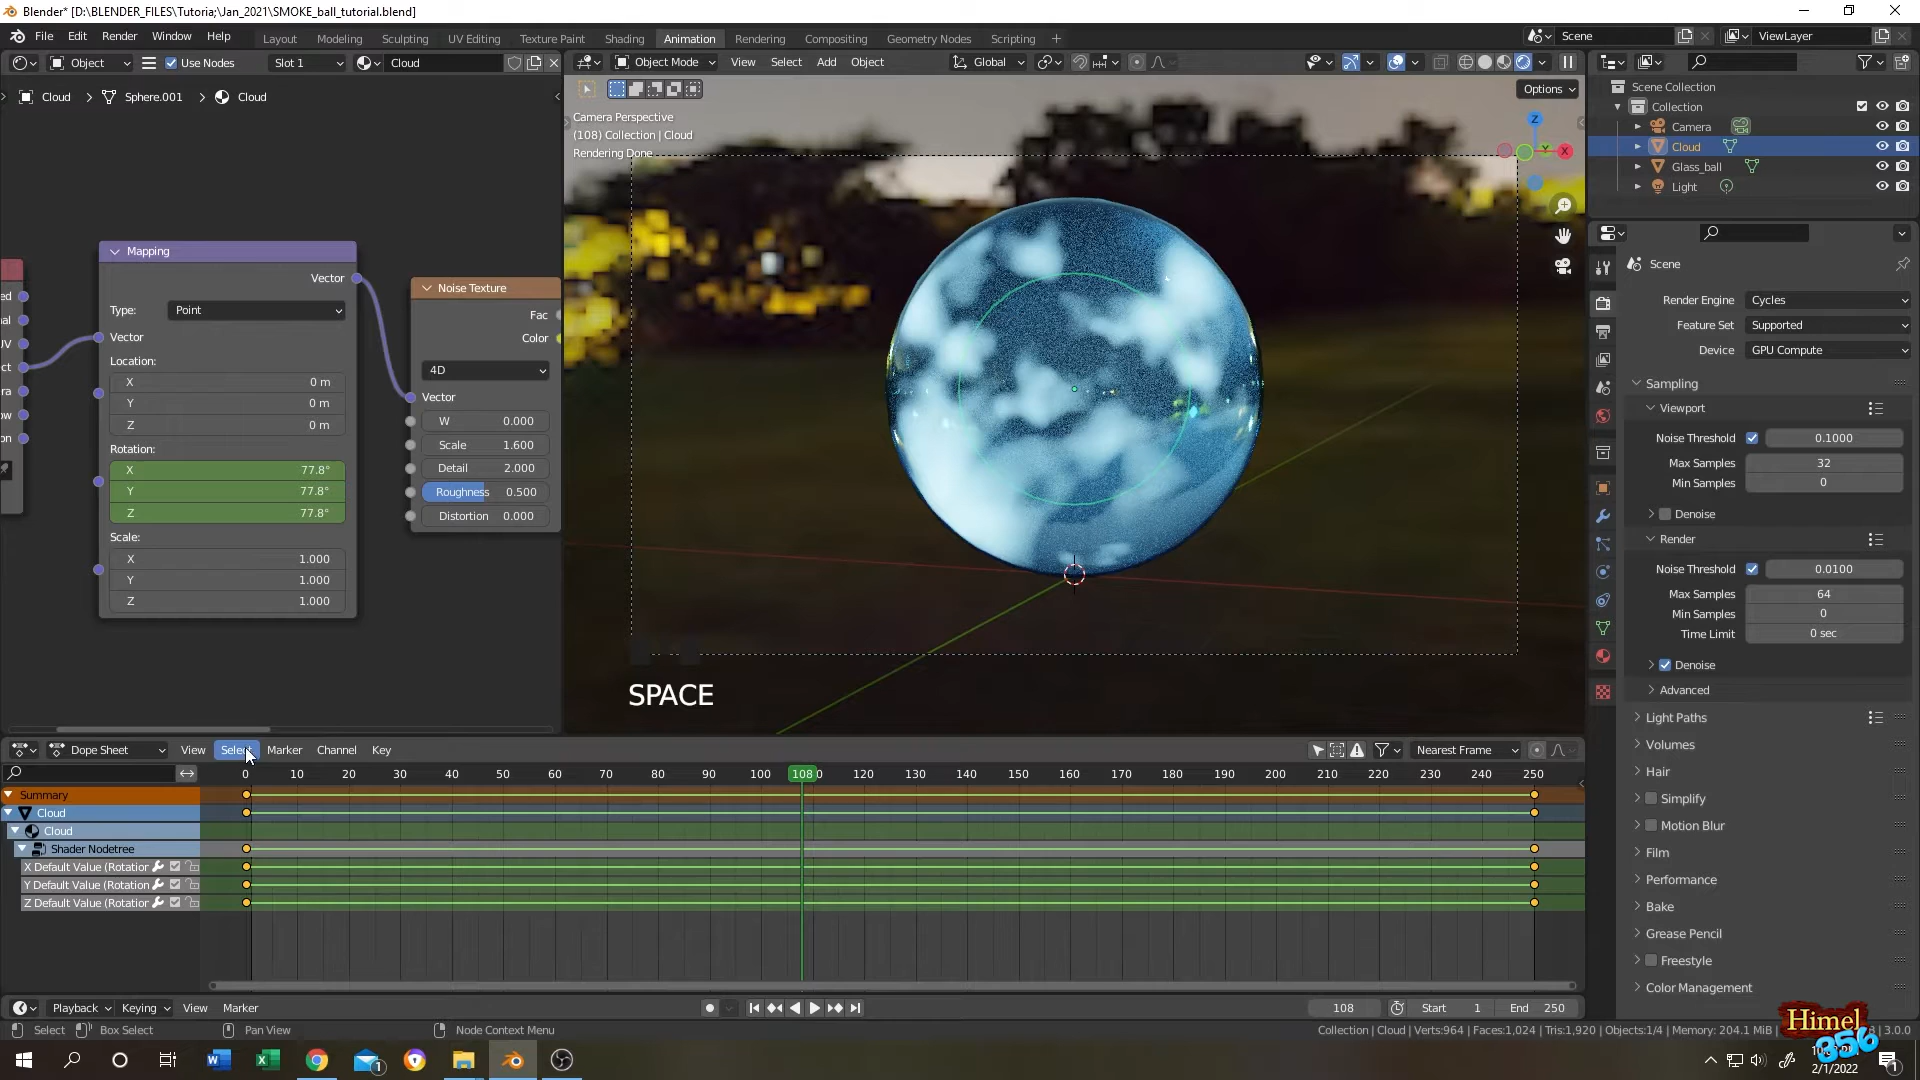 Blender* [D:\BLENDER_FILES\Tutoria;\Jan_2021\SMOKE_ball_tutorial.blend]
File Edit Render Window Help Layout Modeling Sculpting UV Editing Texture Paint Shading Animation Rendering Compositing Geometry Nodes Scripting + Scene ViewLayer
Object Use Nodes Slot 1 Cloud Object Mode View Select Add Object Global
Cloud > Sphere.001 > Cloud
Options
Camera Perspective
(108) Collection | Cloud
Rendering Done
Z
Y
X
Mapping
Vector
Type: Point
Vector
Location:
X 0 m
Y 0 m
Z 0 m
Rotation:
X 77.8°
Y 77.8°
Z 77.8°
Scale:
X 1.000
Y 1.000
Z 1.000
Noise Texture
Fac
Color
4D
Vector
W 0.000
Scale 1.600
Detail 2.000
Roughness 0.500
Distortion 0.000
SPACE
Scene Collection
Collection
Camera
Cloud
Glass_ball
Light
Scene
Render Engine Cycles
Feature Set Supported
Device GPU Compute
Sampling
Viewport
Noise Threshold 0.1000
Max Samples 32
Min Samples 0
Denoise
Render
Noise Threshold 0.0100
Max Samples 64
Min Samples 0
Time Limit 0 sec
Denoise
Advanced
Light Paths
Volumes
Hair
Simplify
Motion Blur
Film
Performance
Bake
Grease Pencil
Freestyle
Color Management
Dope Sheet View Select Marker Channel Key Nearest Frame
0 10 20 30 40 50 60 70 80 90 100 108 0 120 130 140 150 160 170 180 190 200 210 220 230 240 250
Summary
Cloud
Cloud
Shader Nodetree
X Default Value (Rotation
Y Default Value (Rotation
Z Default Value (Rotation
Playback Keying View Marker 108 Start 1 End 250
Select Box Select Pan View Node Context Menu Collection | Cloud | Verts:964 | Faces:1,024 | Tris:1,920 | Objects:1/4 | Memory: 204.1 MiB | 3.0.0
Himel
356
2/1/2022